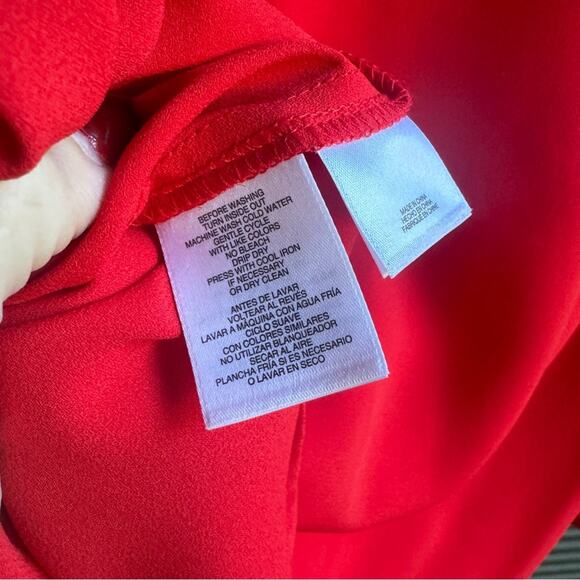 BEFORE WASHING
TURN INSIDE OUT
MACHINE WASH COLD WATER
GENTLE CYCLE
WITH LIKE COLORS
NO BLEACH
DRIP DRY
PRESS WITH COOL IRON
IF NECESSARY
OR DRY CLEAN
ANTES DE LAVAR
VOLTEAR AL REVÉS
LAVAR A MÁQUINA CON AGUA FRÍA
CICLO SUAVE
CON COLORES SIMILARES
NO UTILIZAR BLANQUEADOR
SECAR AL AIRE
PLANCHA FRÍA SI ES NECESARIO
O LAVAR EN SECO
MADE IN CHINA
HECHO EN CHINA
FABRIQUÉ EN CHINE